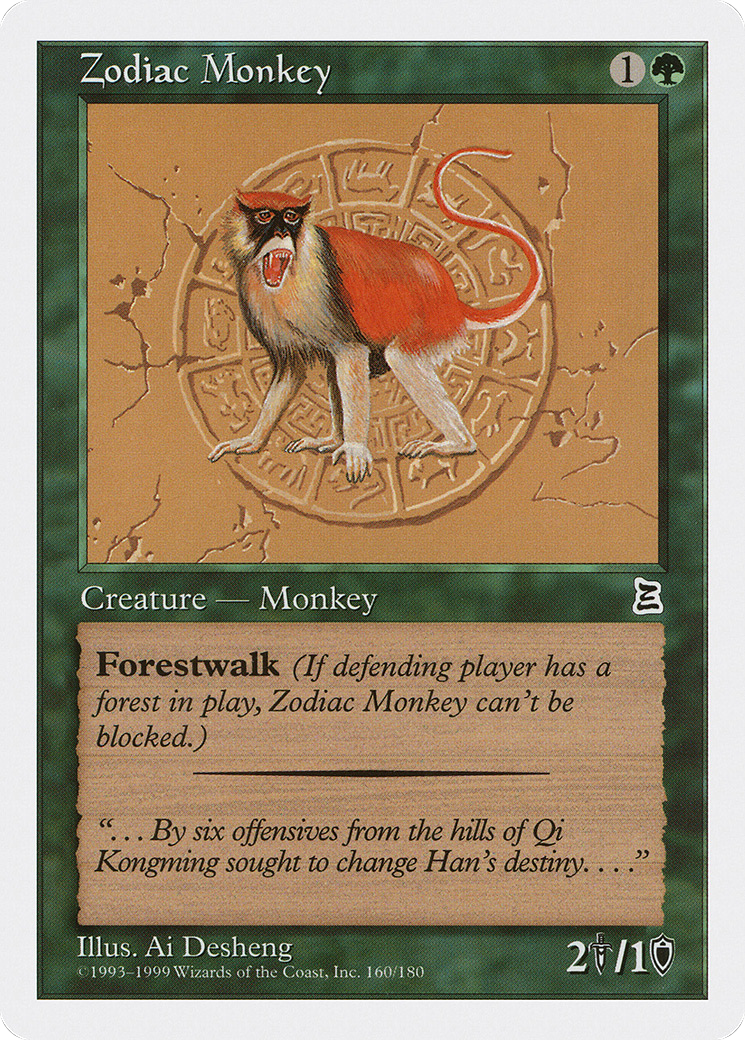 Zodiac Monkey 1
Creature — Monkey
Forestwalk (If defending player has a
forest in play, Zodiac Monkey can't be
blocked.)
“. . . By six offensives from the hills of Qi
Kongming sought to change Han's destiny. . . .”
Illus. Ai Desheng
©1993–1999 Wizards of the Coast, Inc. 160/180
2/1